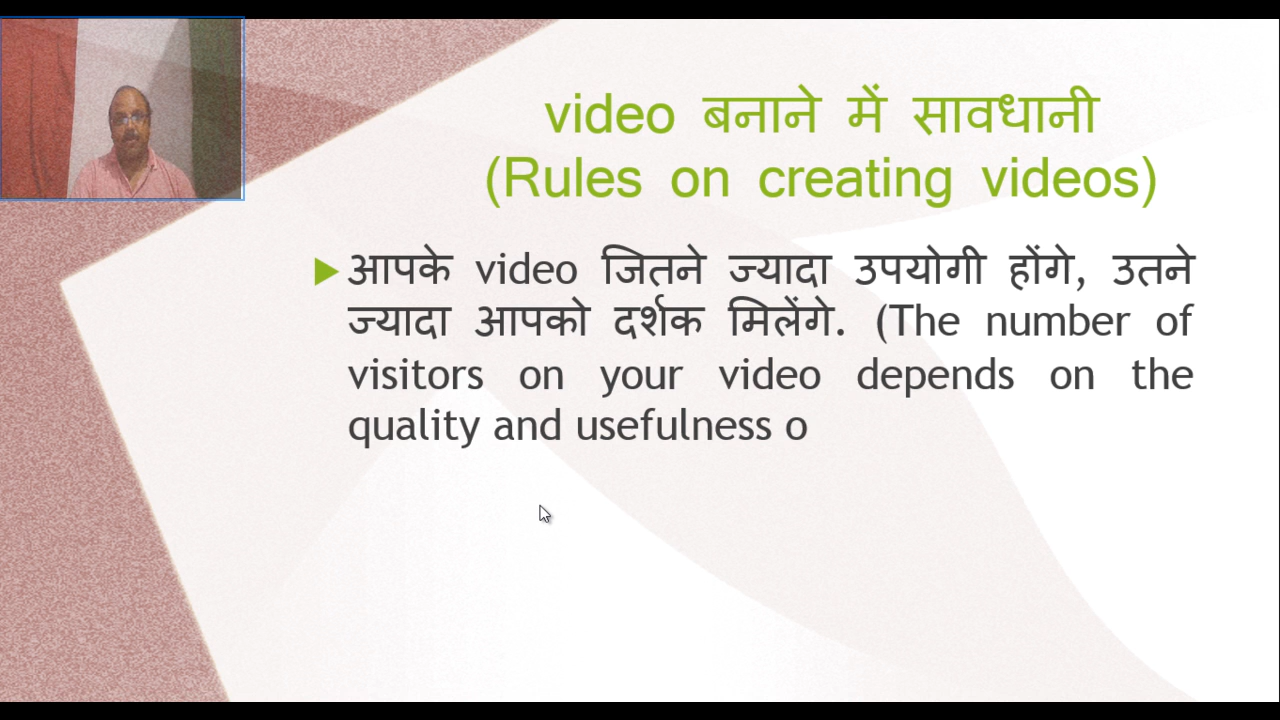 video बनाने में सावधानी
(Rules on creating videos)
आपके video जितने ज्यादा उपयोगी होंगे, उतने
ज्यादा आपको दर्शक मिलेंगे. (The number of
visitors on your video depends on the
quality and usefulness o